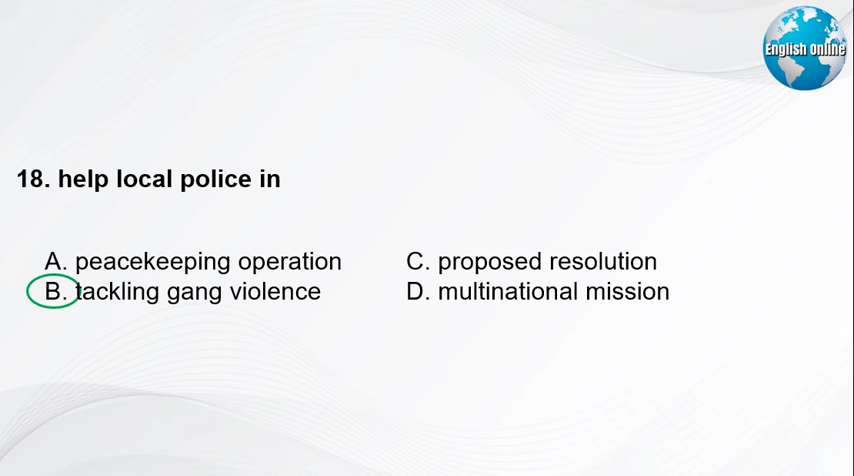 English Online
18. help local police in
A. peacekeeping operation C. proposed resolution
B. tackling gang violence D. multinational mission